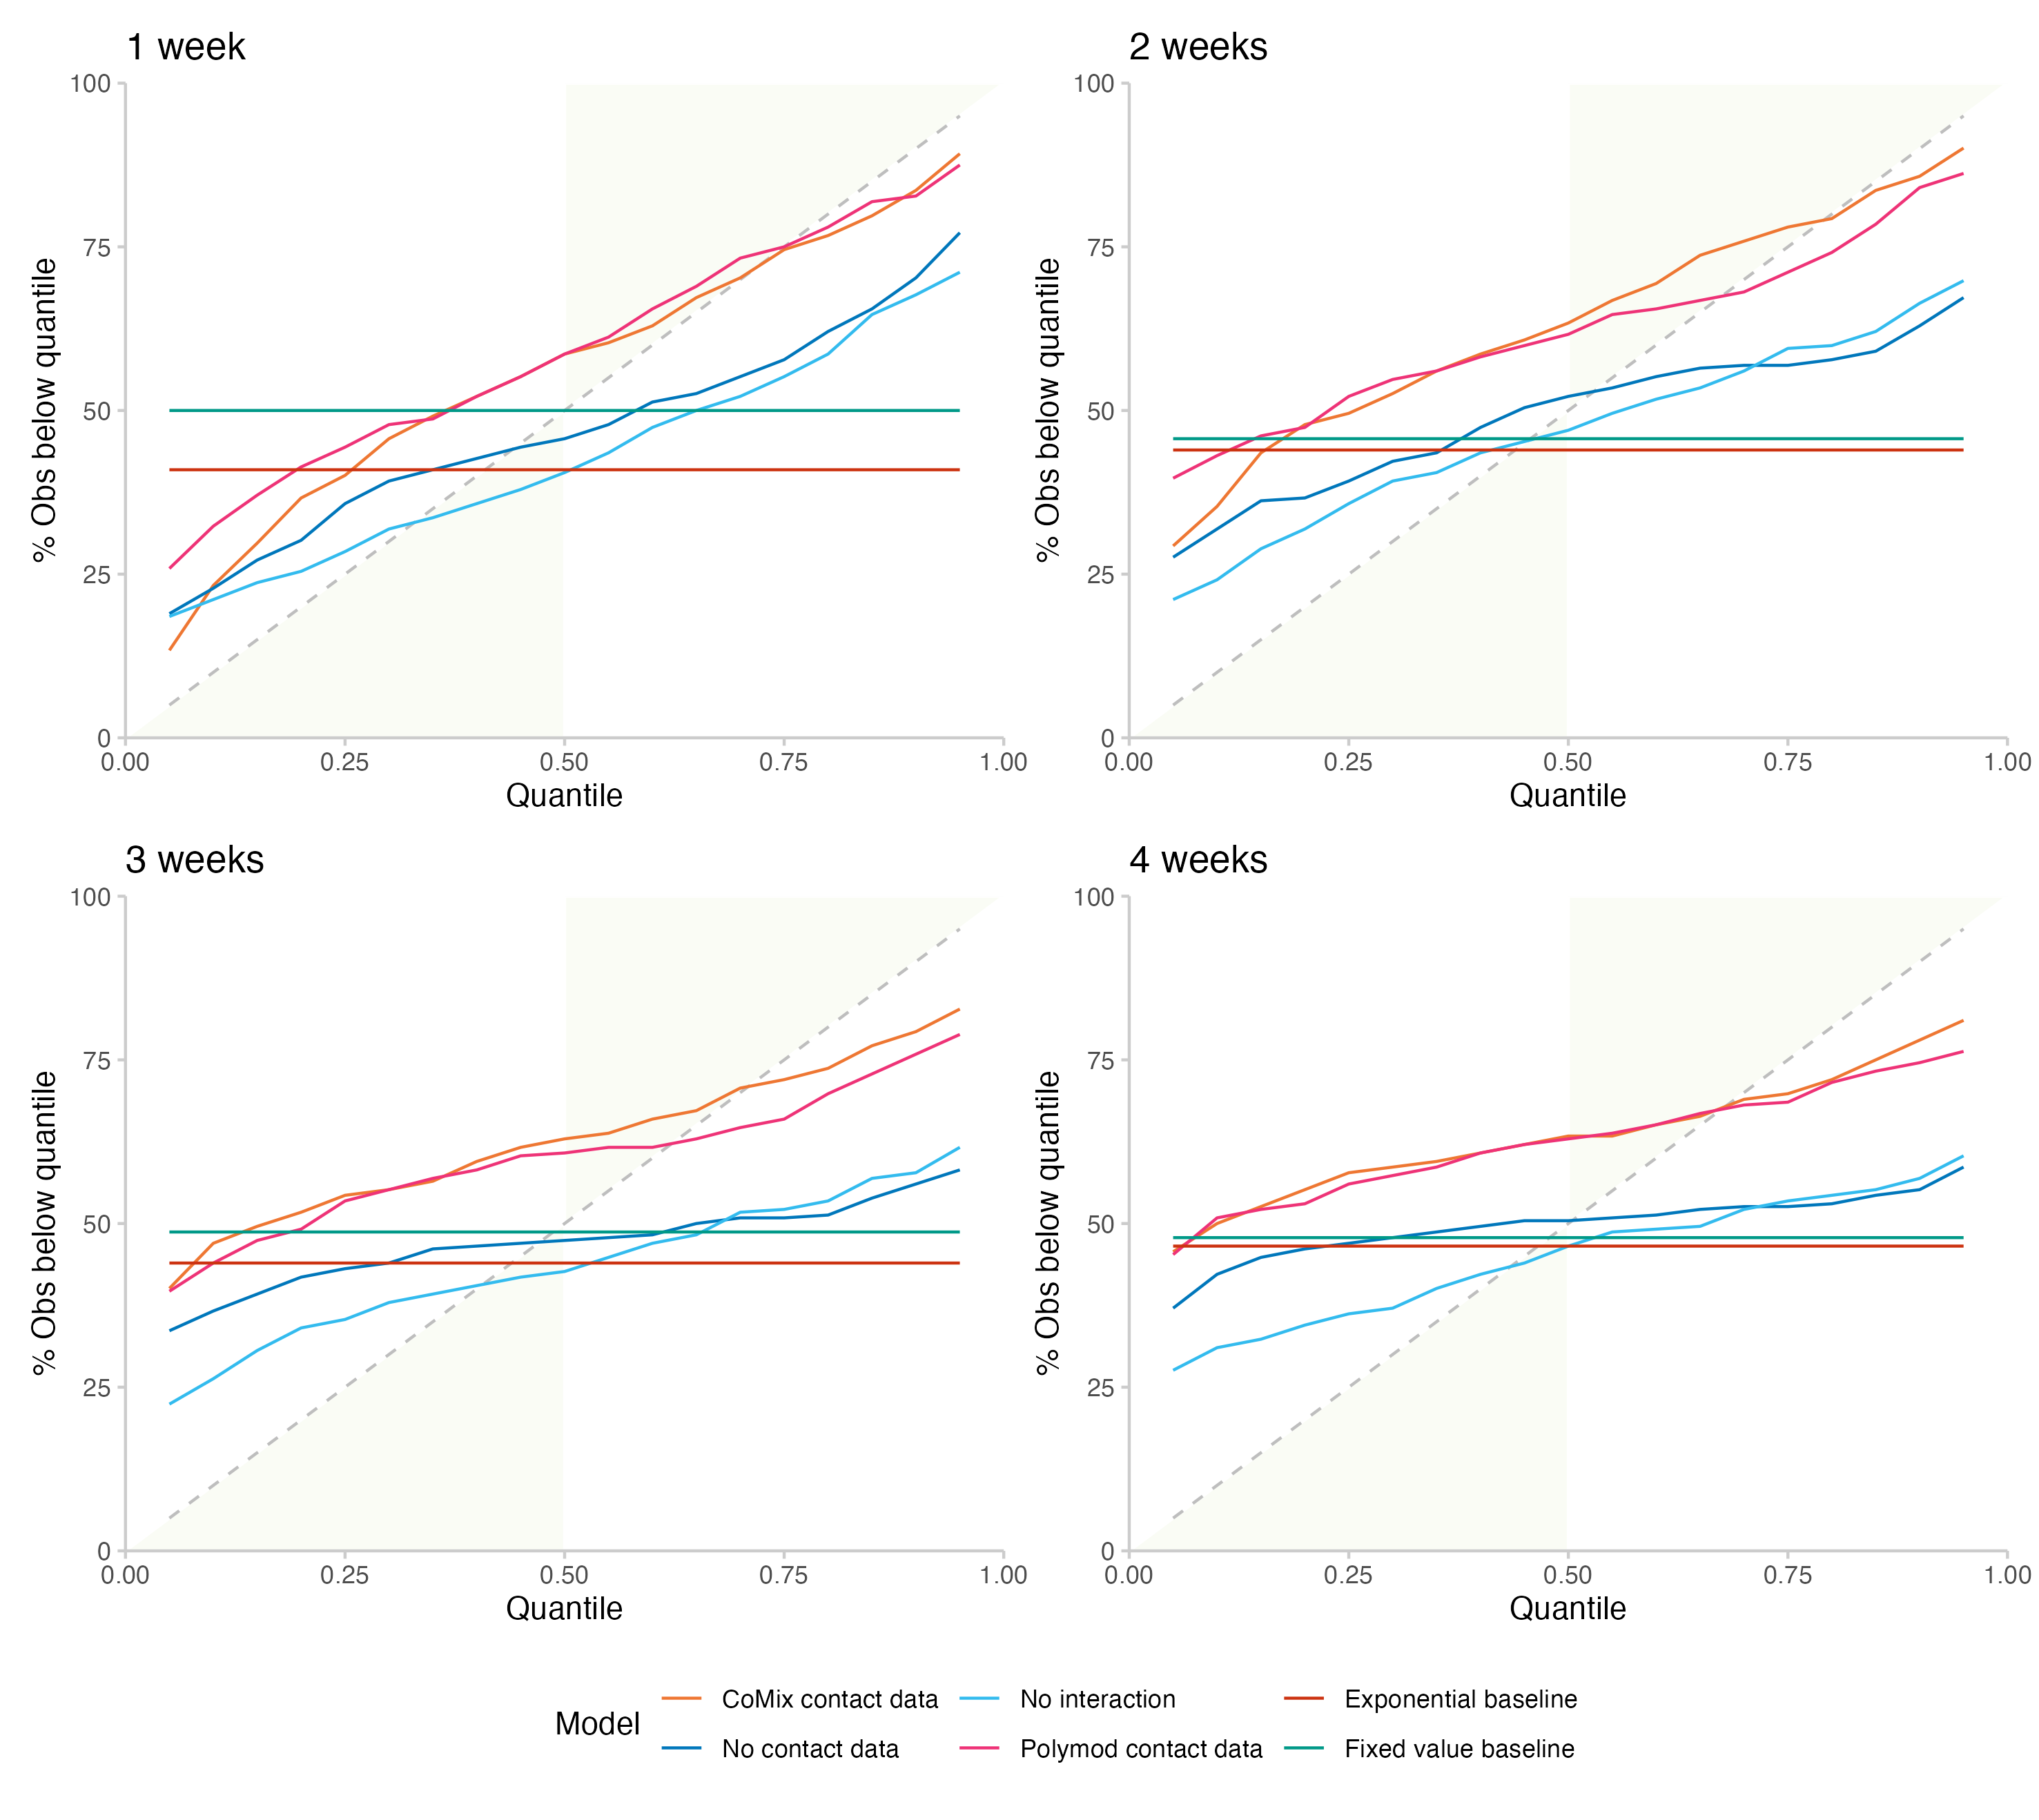 1 week
100
75
50
25
0
% Obs below quantile
0.00 0.25 0.50 0.75 1.00
Quantile
2 weeks
100
75
50
25
0
% Obs below quantile
0.00 0.25 0.50 0.75 1.00
Quantile
3 weeks
100
75
50
25
0
% Obs below quantile
0.00 0.25 0.50 0.75 1.00
Quantile
4 weeks
100
75
50
25
0
% Obs below quantile
0.00 0.25 0.50 0.75 1.00
Quantile
Model
CoMix contact data No interaction Exponential baseline
No contact data Polymod contact data Fixed value baseline